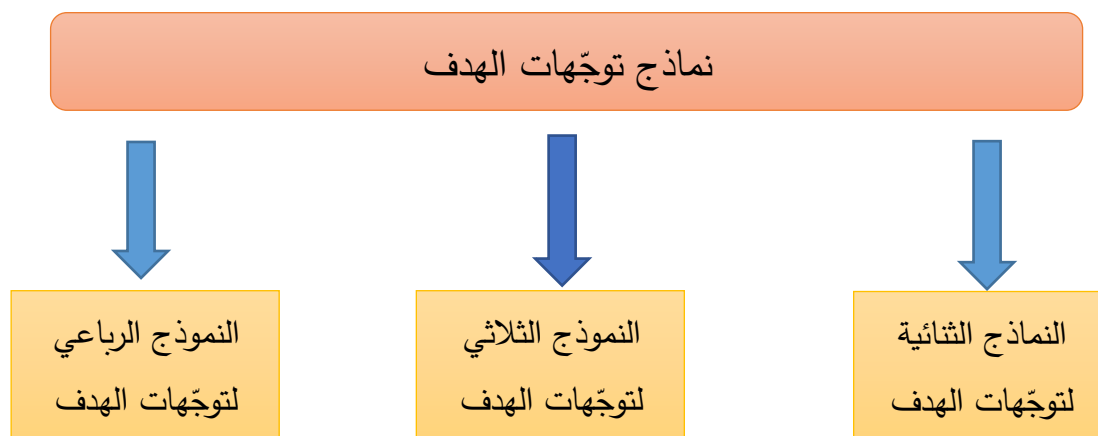 نماذج توجّهات الهدف
النماذج الثنائية
لتوجّهات الهدف
النموذج الثلاثي
لتوجّهات الهدف
النموذج الرباعي
لتوجّهات الهدف